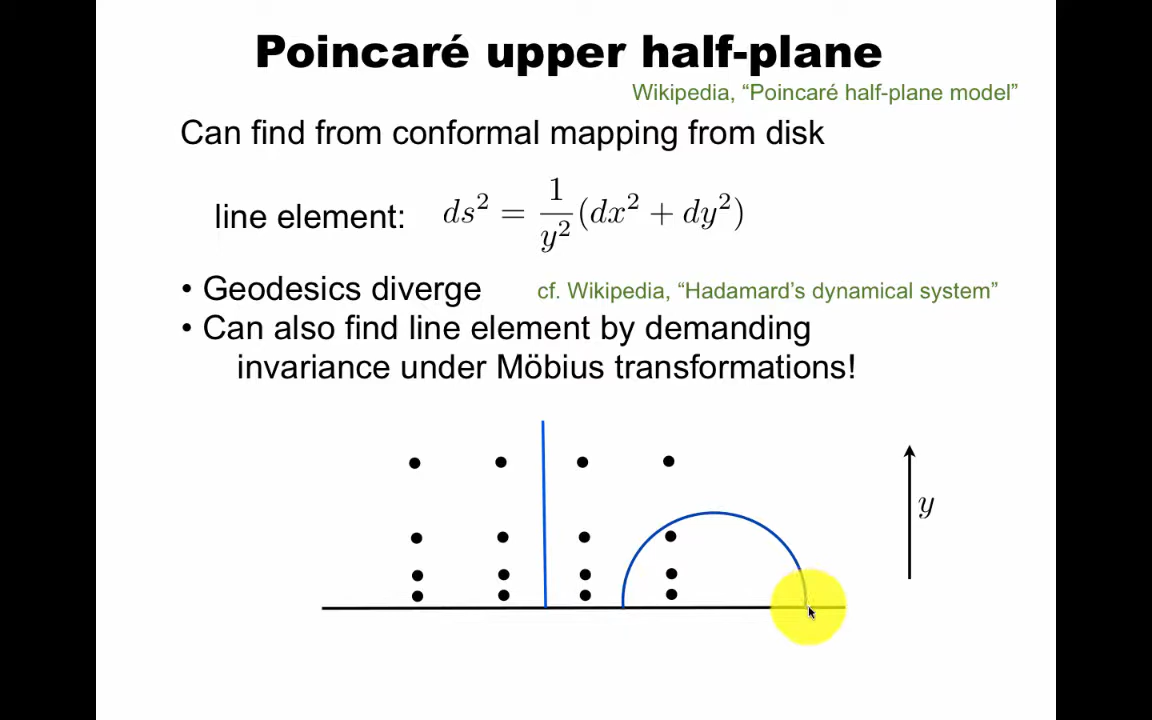 Poincaré upper half-plane
Wikipedia, “Poincaré half-plane model”
Can find from conformal mapping from disk
line element: ds² = 1/y² (dx² + dy²)
• Geodesics diverge cf. Wikipedia, “Hadamard’s dynamical system”
• Can also find line element by demanding
invariance under Möbius transformations!
y